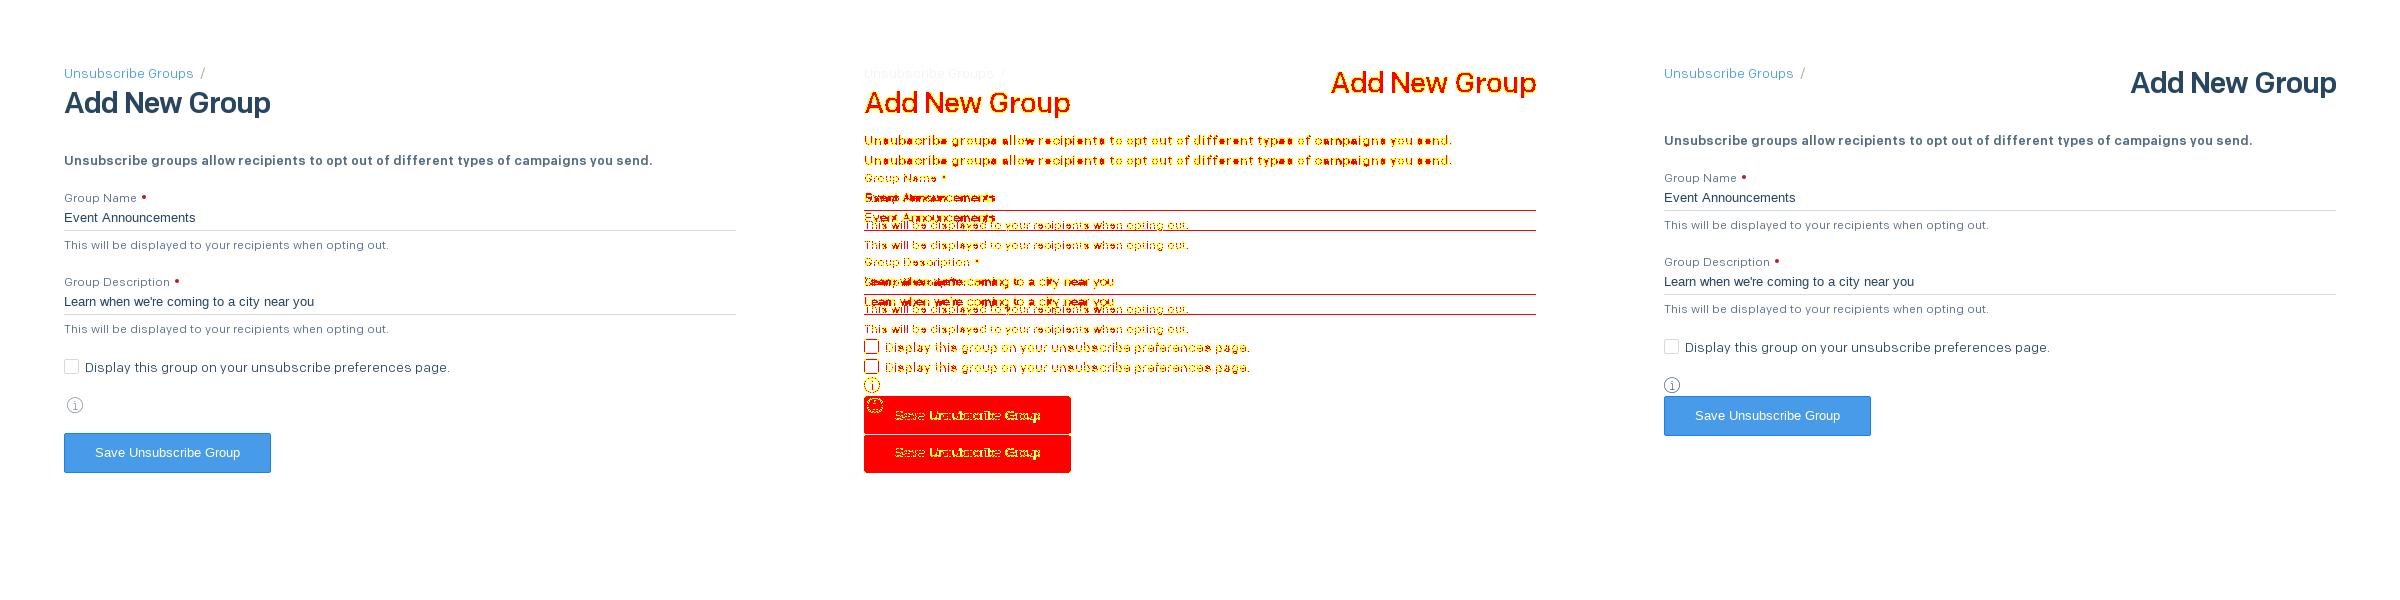 Unsubscribe Groups /
Add New Group
Unsubscribe groups allow recipients to opt out of different types of campaigns you send.
Group Name •
Event Announcements
This will be displayed to your recipients when opting out.
Group Description •
Learn when we're coming to a city near you
This will be displayed to your recipients when opting out.
Display this group on your unsubscribe preferences page.
Save Unsubscribe Group
Unsubscribe Groups /
Add New Group
Add New Group
Unsubscribe groups allow recipients to opt out of different types of campaigns you send.
Unsubscribe groups allow recipients to opt out of different types of campaigns you send.
Group Name •
Event Announcements
Event Announcements
This will be displayed to your recipients when opting out.
This will be displayed to your recipients when opting out.
Group Description •
Learn when we're coming to a city near you
Learn when we're coming to a city near you
This will be displayed to your recipients when opting out.
This will be displayed to your recipients when opting out.
Display this group on your unsubscribe preferences page.
Display this group on your unsubscribe preferences page.
Save Unsubscribe Group
Save Unsubscribe Group
Unsubscribe Groups /
Add New Group
Unsubscribe groups allow recipients to opt out of different types of campaigns you send.
Group Name •
Event Announcements
This will be displayed to your recipients when opting out.
Group Description •
Learn when we're coming to a city near you
This will be displayed to your recipients when opting out.
Display this group on your unsubscribe preferences page.
Save Unsubscribe Group